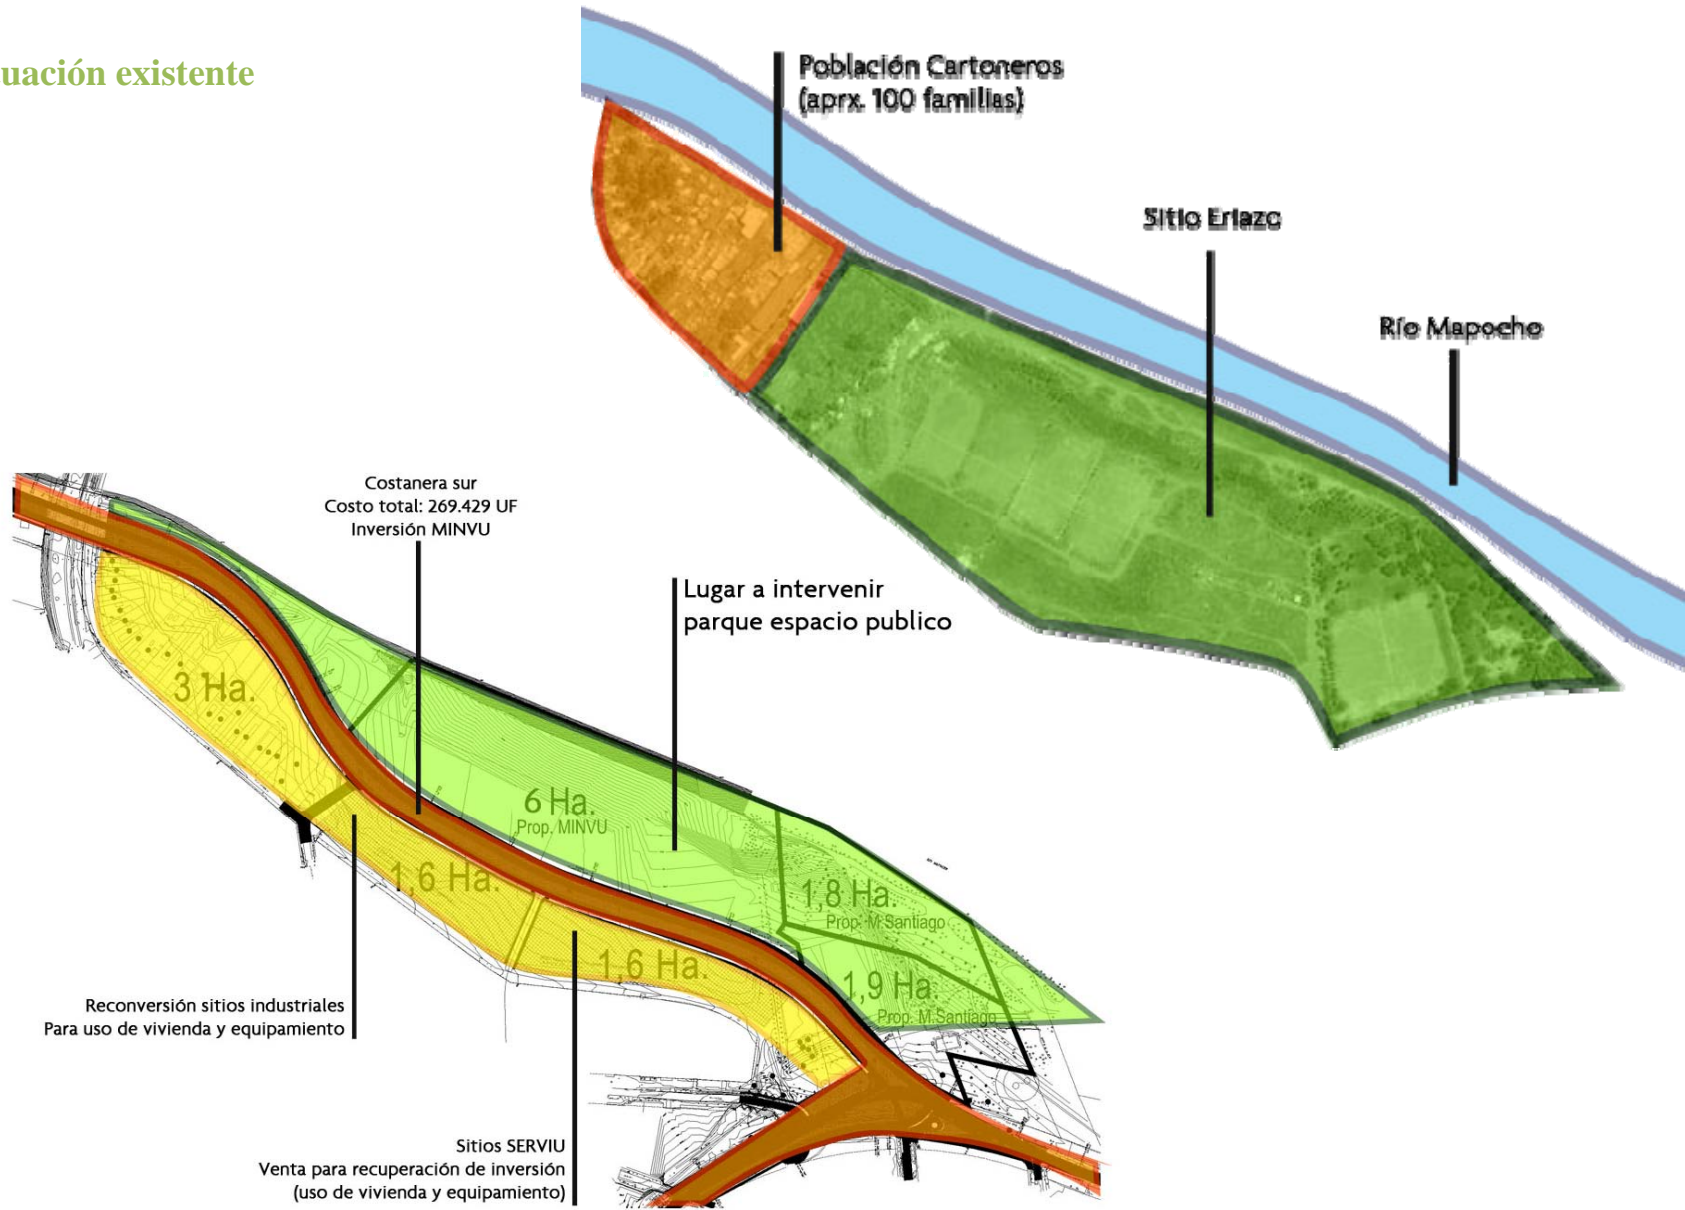 uación existente
Población Cartoneros
(aprx. 100 familias)
Sitio Eriazo
Río Mapocho
Costanera sur
Costo total: 269.429 UF
Inversión MINVU
Lugar a intervenir
parque espacio publico
3 Ha.
6 Ha.
Prop. MINVU
1,6 Ha.
1,8 Ha.
Prop. M.Santiago
1,6 Ha.
1,9 Ha.
Prop. M.Santiago
Reconversión sitios industriales
Para uso de vivienda y equipamiento
Sitios SERVIU
Venta para recuperación de inversión
(uso de vivienda y equipamiento)